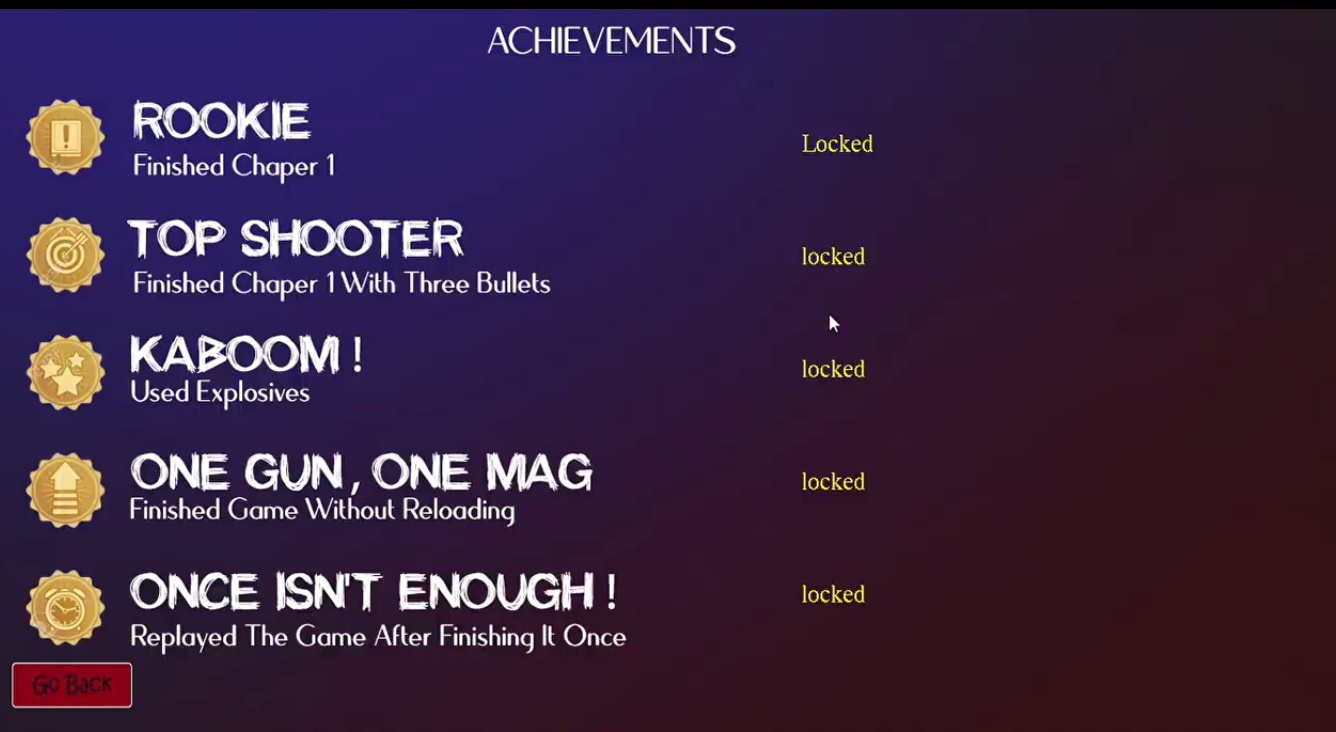 ACHIEVEMENTS
ROOKIE
Finished Chaper 1
Locked
TOP SHOOTER
Finished Chaper 1 With Three Bullets
locked
KABOOM !
Used Explosives
locked
ONE GUN , ONE MAG
Finished Game Without Reloading
locked
ONCE ISN'T ENOUGH !
Replayed The Game After Finishing It Once
locked
Go Back